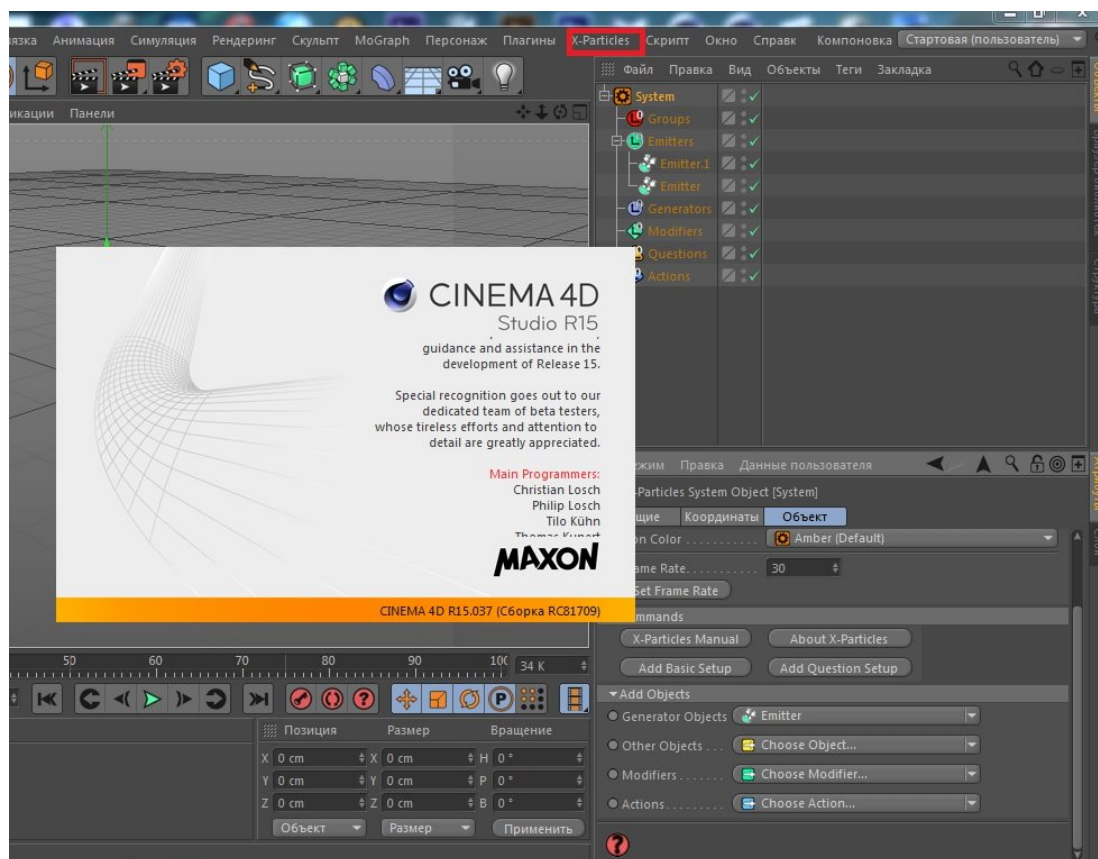 Анимация Симуляция Рендеринг Скульпт MoGraph Персонаж Плагины X-Particles Скрипт Окно Справк Компоновка Стартовая (пользователь)
Файл Правка Вид Объекты Теги Закладка
Панели
System
Groups
Emitters
Emitter.1
Emitter
Generators
Modifiers
Questions
Actions
CINEMA 4D
Studio R15
guidance and assistance in the
development of Release 15.
Special recognition goes out to our
dedicated team of beta testers,
whose tireless efforts and attention to
detail are greatly appreciated.
Main Programmers:
Christian Losch
Philip Losch
Tilo Kühn
Thomas Kunert
MAXON
CINEMA 4D R15.037 (Сборка RC81709)
Правка Данные пользователя
-Particles System Object [System]
Координаты Объект
on Color Amber (Default)
ame Rate 30
Set Frame Rate
mmands
X-Particles Manual About X-Particles
Add Basic Setup Add Question Setup
Add Objects
Generator Objects Emitter
Other Objects Choose Object...
Modifiers Choose Modifier...
Actions Choose Action...
50 60 70 80 90 100 34 K
P
Позиция Размер Вращение
X 0 cm X 0 cm H 0 °
Y 0 cm Y 0 cm P 0 °
Z 0 cm Z 0 cm B 0 °
Объект Размер Применить